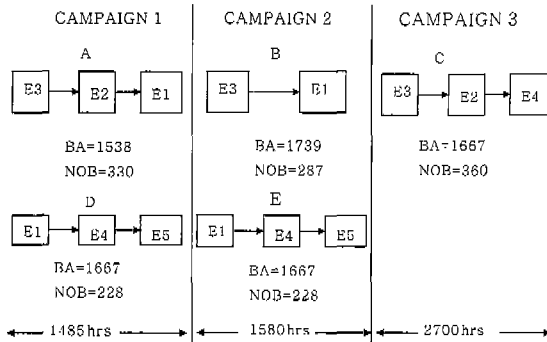 CAMPAIGN 1 CAMPAIGN 2 CAMPAIGN 3
A B C
E3 E2 E1 E3 E1 E3 E2 E4
BA=1538 BA=1739 BA=1667
NOB=330 NOB=287 NOB=360
D E
E1 E4 E5 E1 E4 E5
BA=1667 BA=1667
NOB=228 NOB=228
1485hrs 1580hrs 2700hrs